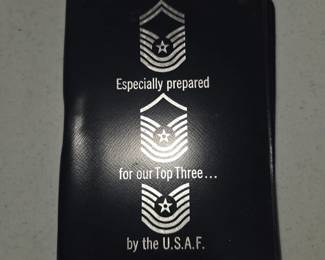 Especially prepared
for our Top Three...
by the U.S.A.F.